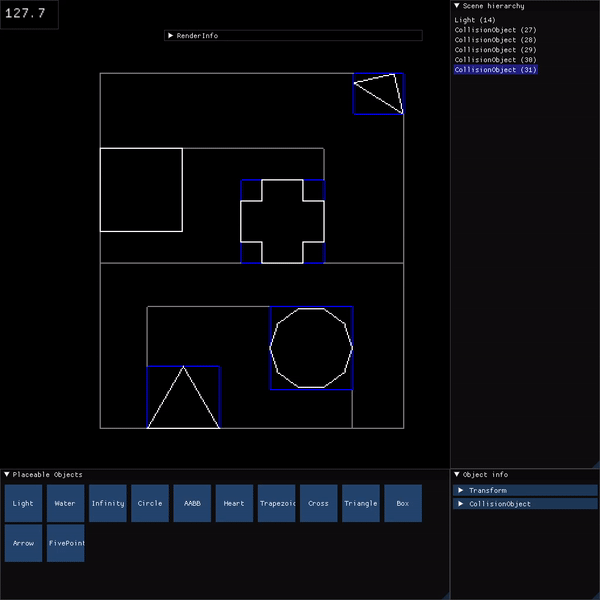 127.7
RenderInfo
Scene hierarchy
Light (14)
CollisionObject (27)
CollisionObject (28)
CollisionObject (29)
CollisionObject (30)
CollisionObject (31)
Placeable Objects
Light Water Infinity Circle AABB Heart Trapezoi Cross Triangle Box
Arrow FivePoint
Object info
Transform
CollisionObject